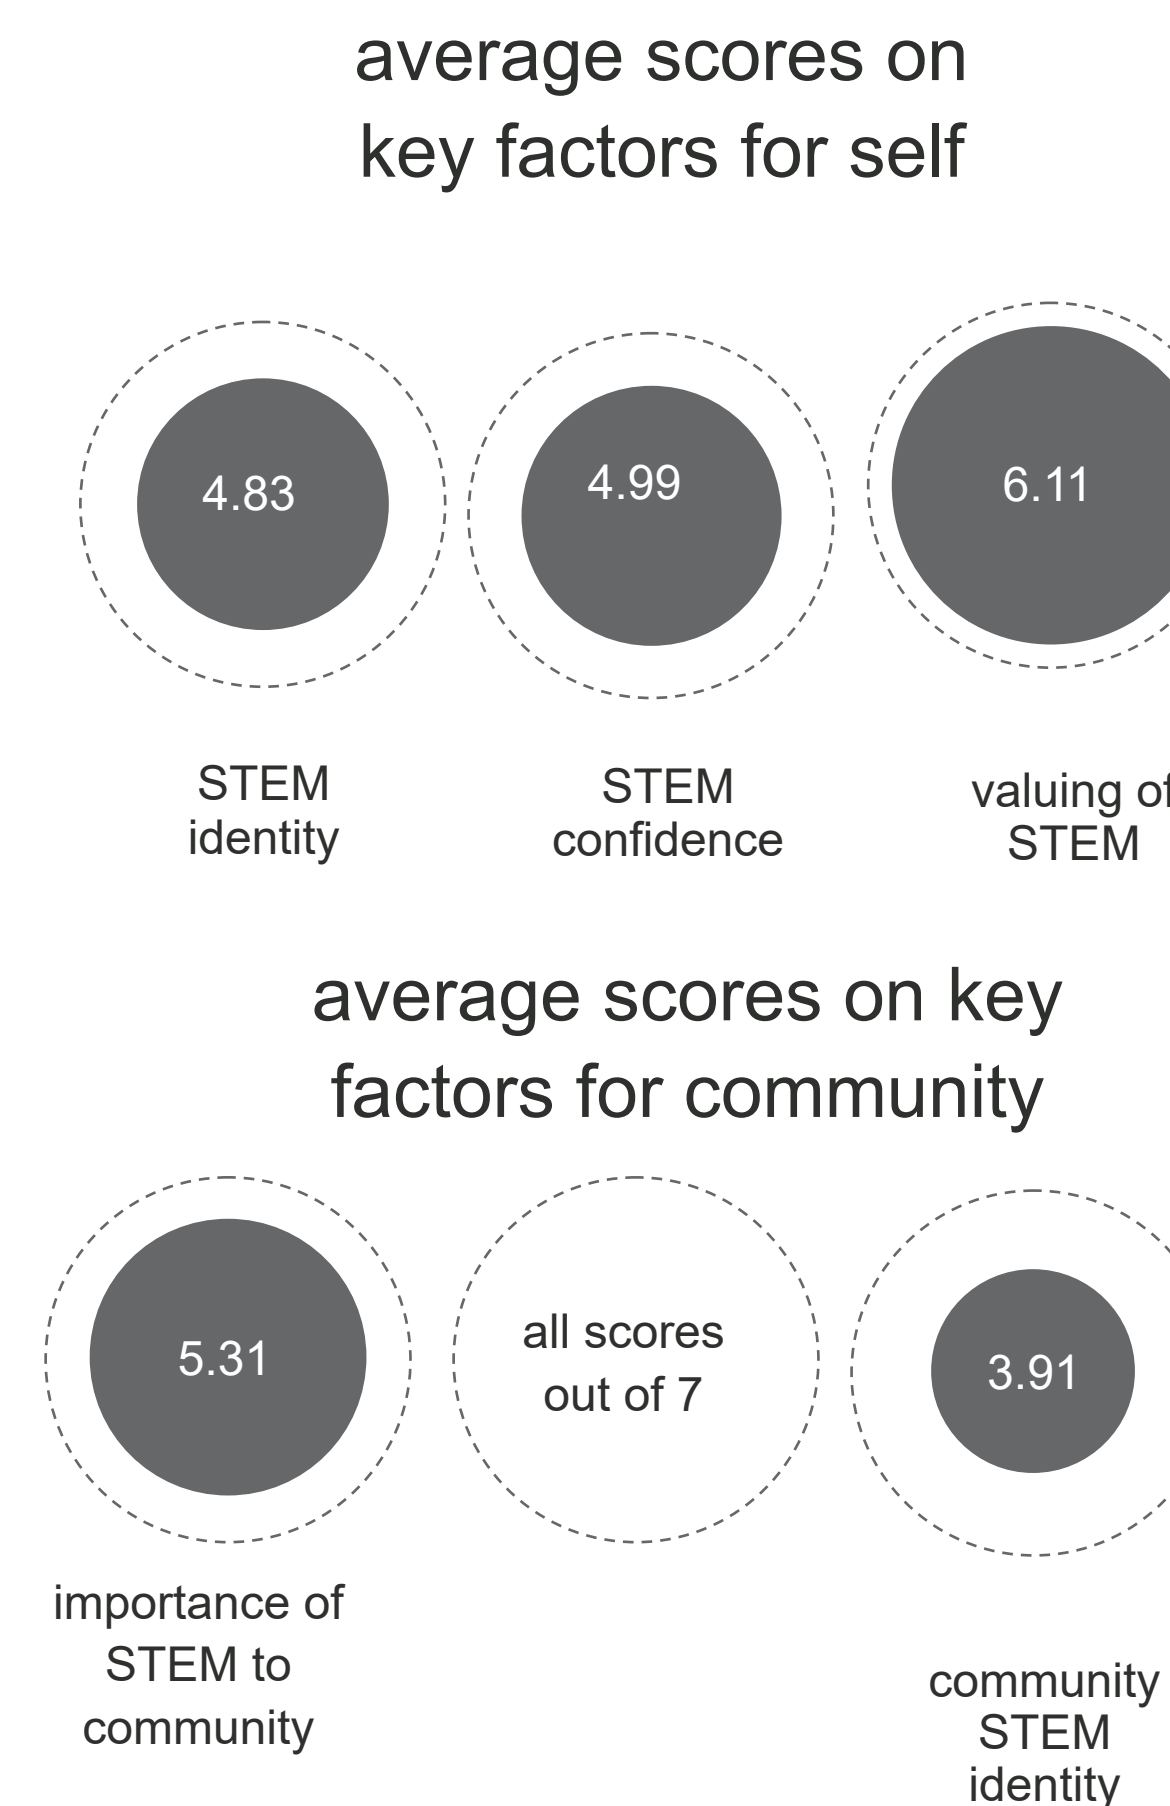 average scores on
key factors for self
4.83
4.99
6.11
STEM
identity
STEM
confidence
valuing of
STEM
average scores on key
factors for community
5.31
all scores
out of 7
3.91
importance of
STEM to
community
community
STEM
identity